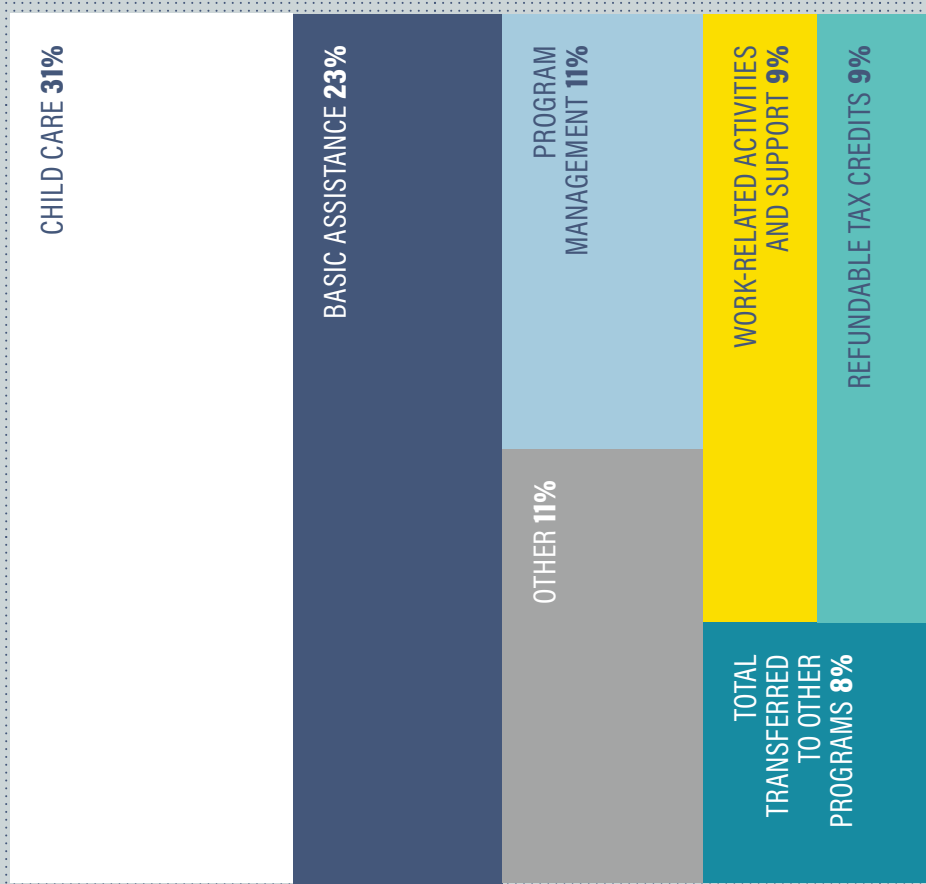 CHILD CARE 31%
BASIC ASSISTANCE 23%
PROGRAM
MANAGEMENT 11%
OTHER 11%
WORK-RELATED ACTIVITIES
AND SUPPORT 9%
REFUNDABLE TAX CREDITS 9%
TOTAL
TRANSFERRED
TO OTHER
PROGRAMS 8%